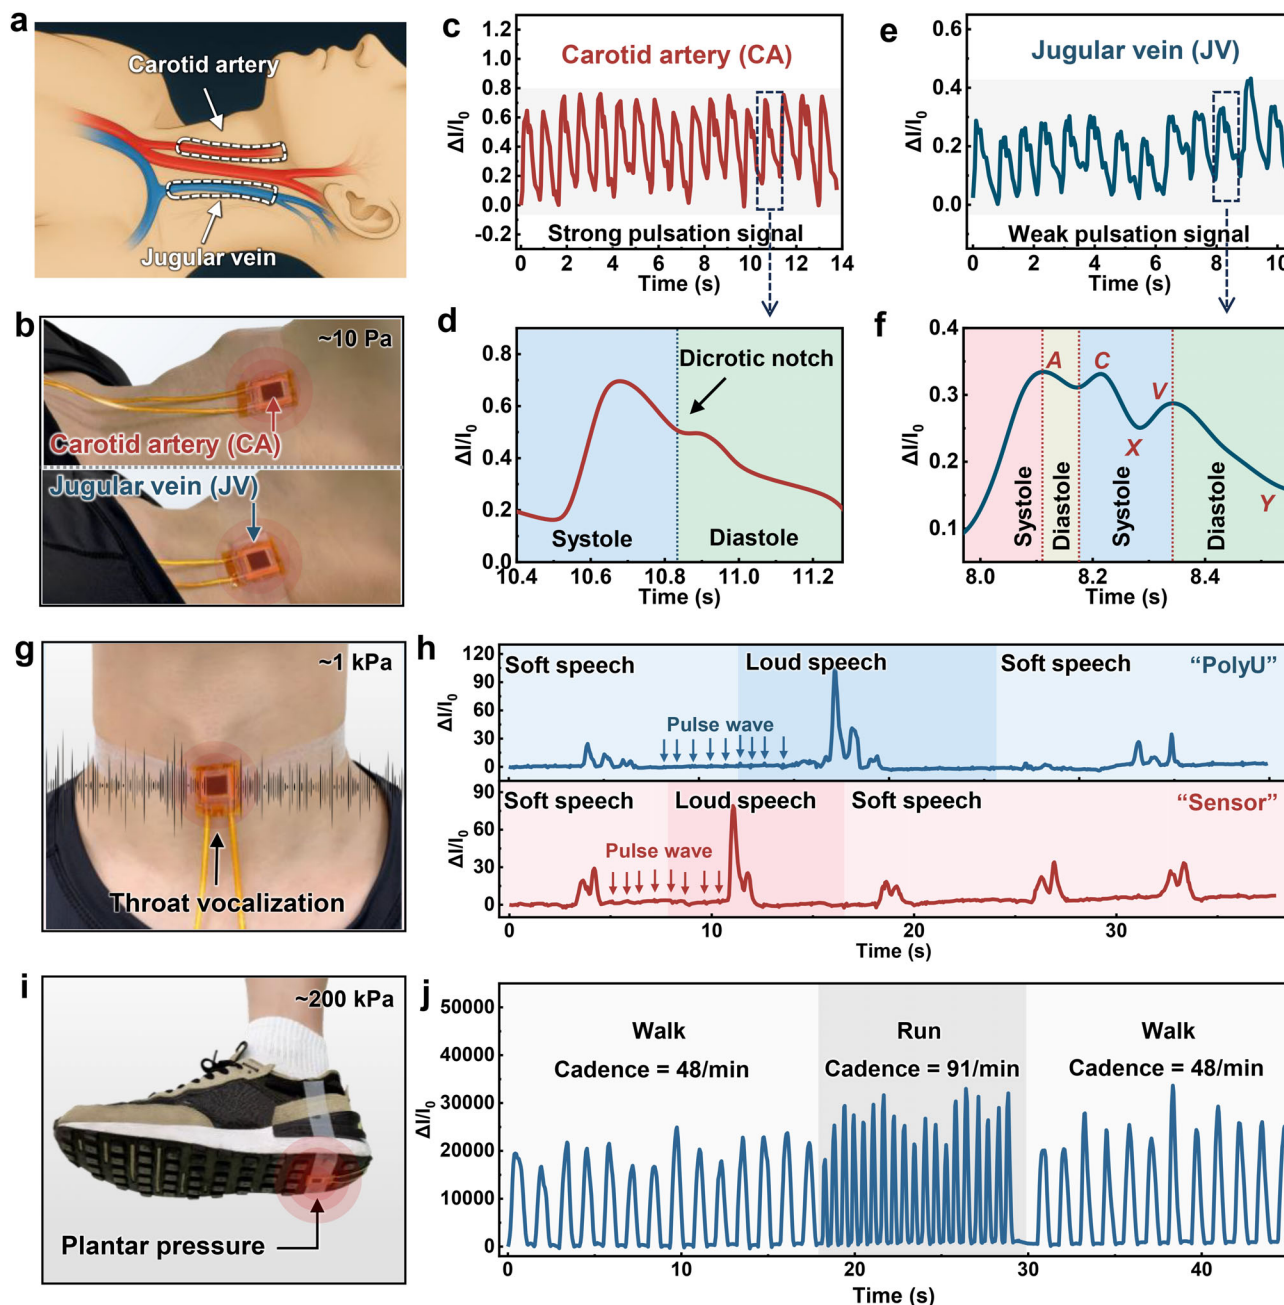 a
Carotid artery
Jugular vein
b
~10 Pa
Carotid artery (CA)
Jugular vein (JV)
c
Carotid artery (CA)
Strong pulsation signal
ΔI/I₀
1.2
1.0
0.8
0.6
0.4
0.2
0.0
-0.2
0 2 4 6 8 10 12 14
Time (s)
e
Jugular vein (JV)
Weak pulsation signal
ΔI/I₀
0.6
0.4
0.2
0.0
0 2 4 6 8 10
Time (s)
d
Dicrotic notch
Systole
Diastole
ΔI/I₀
0.8
0.6
0.4
0.2
0.0
10.4 10.6 10.8 11.0 11.2
Time (s)
f
A
C
V
X
Y
Systole
Diastole
Systole
Diastole
ΔI/I₀
0.4
0.3
0.2
0.1
8.0 8.2 8.4
Time (s)
g
~1 kPa
Throat vocalization
h
Soft speech
Loud speech
Soft speech
“PolyU”
Pulse wave
ΔI/I₀
120
90
60
30
0
Soft speech
Loud speech
Soft speech
“Sensor”
Pulse wave
ΔI/I₀
90
60
30
0
0 10 20 30
Time (s)
i
~200 kPa
Plantar pressure
j
Walk
Cadence = 48/min
Run
Cadence = 91/min
Walk
Cadence = 48/min
ΔI/I₀
50000
40000
30000
20000
10000
0
0 10 20 30 40
Time (s)